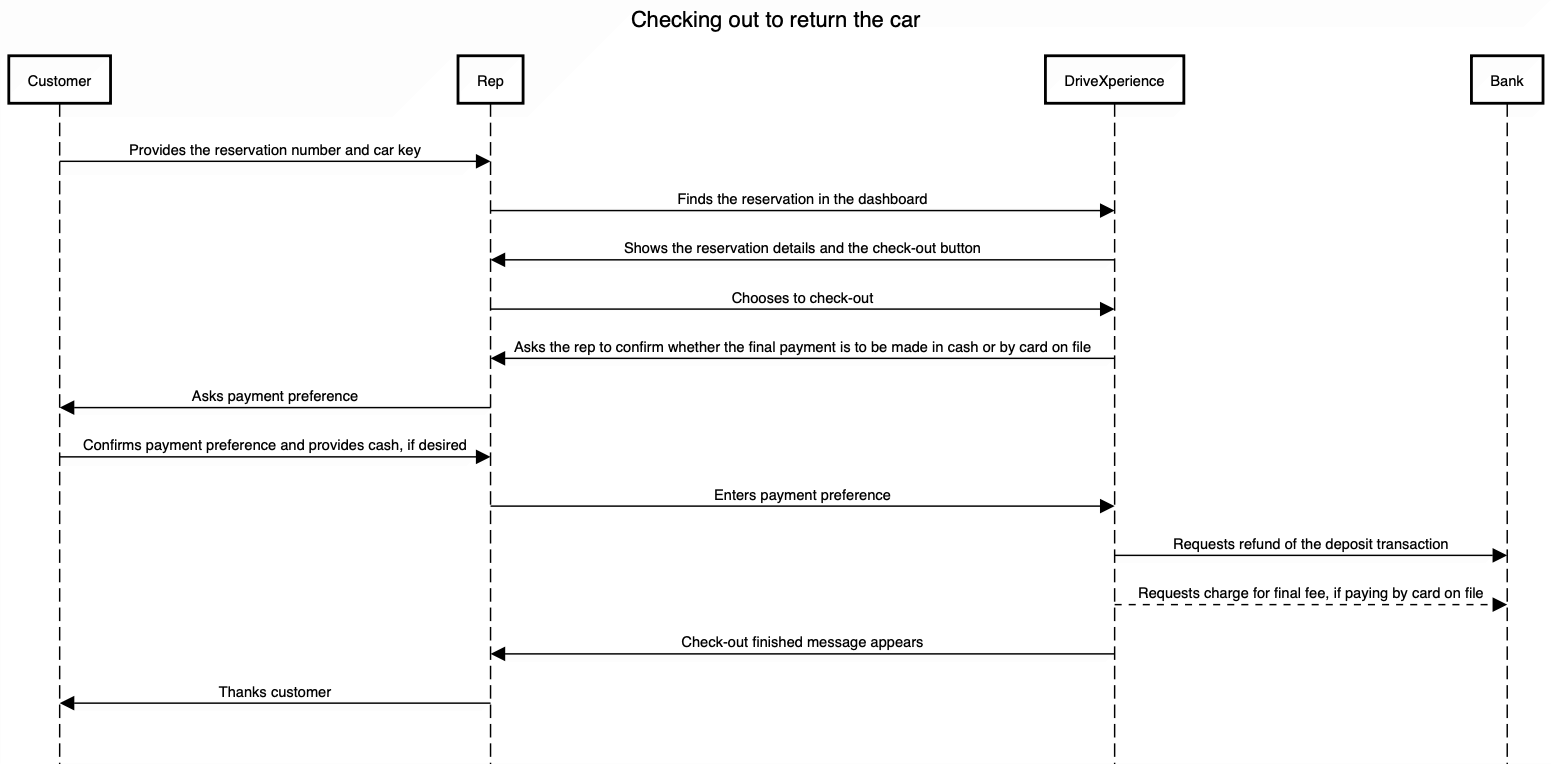 Checking out to return the car
Customer
Rep
DriveXperience
Bank
Provides the reservation number and car key
Finds the reservation in the dashboard
Shows the reservation details and the check-out button
Chooses to check-out
Asks the rep to confirm whether the final payment is to be made in cash or by card on file
Asks payment preference
Confirms payment preference and provides cash, if desired
Enters payment preference
Requests refund of the deposit transaction
Requests charge for final fee, if paying by card on file
Check-out finished message appears
Thanks customer